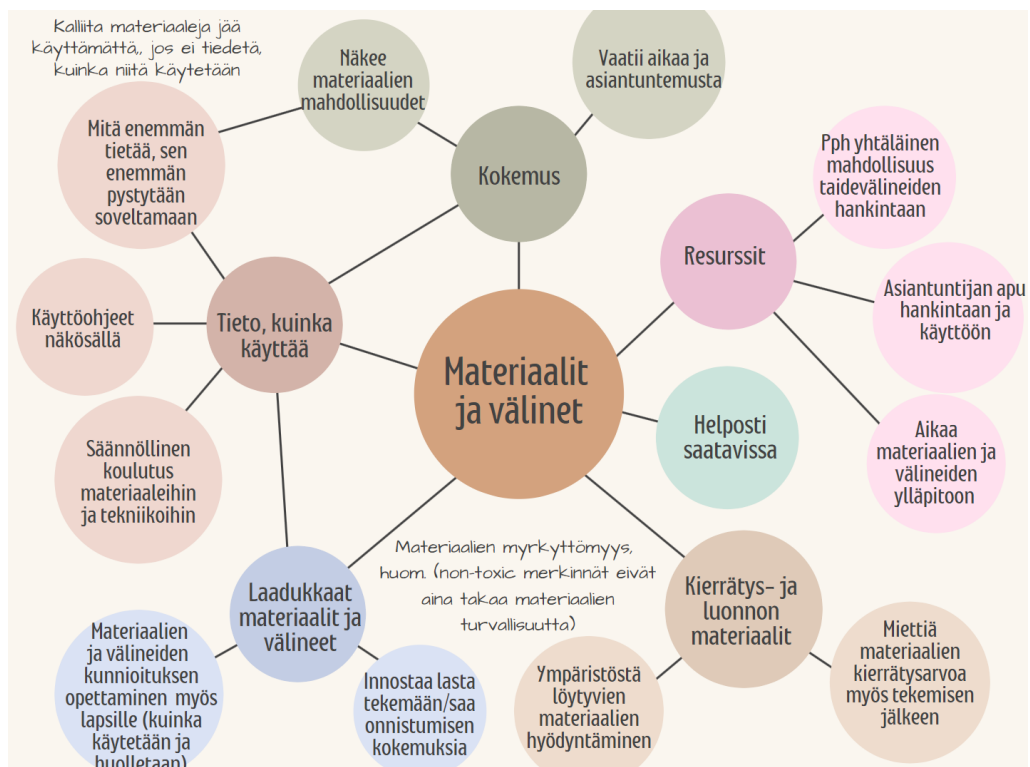 Kalliita materiaaleja jää
käyttämättä,, jos ei tiedetä,
kuinka niitä käytetään
Näkee
materiaalien
mahdollisuudet
Vaatii aikaa ja
asiantuntemusta
Mitä enemmän
tietää, sen
enemmän
pystytään
soveltamaan
Kokemus
Pph yhtäläinen
mahdollisuus
taidevälineiden
hankintaan
Resurssit
Asiantuntijan apu
hankintaan ja
käyttöön
Käyttöohjeet
näkösällä
Tieto, kuinka
käyttää
Materiaalit
ja välinet
Helposti
saatavissa
Aikaa
materiaalien ja
välineiden
ylläpitoon
Säännöllinen
koulutus
materiaaleihin
ja tekniikoihin
Materiaalien myrkyttömyys,
huom. (non-toxic merkinnät eivät
aina takaa materiaalien
turvallisuutta)
Laadukkaat
materiaalit ja
välineet
Kierrätys- ja
luonnon
materiaalit
Materiaalien
ja välineiden
kunnioituksen
opettaminen myös
lapsille (kuinka
käytetään ja
huolletaan)
Innostaa lasta
tekemään/saa
onnistumisen
kokemuksia
Ympäristöstä
löytyvien
materiaalien
hyödyntäminen
Miettiä
materiaalien
kierrätysarvoa
myös tekemisen
jälkeen